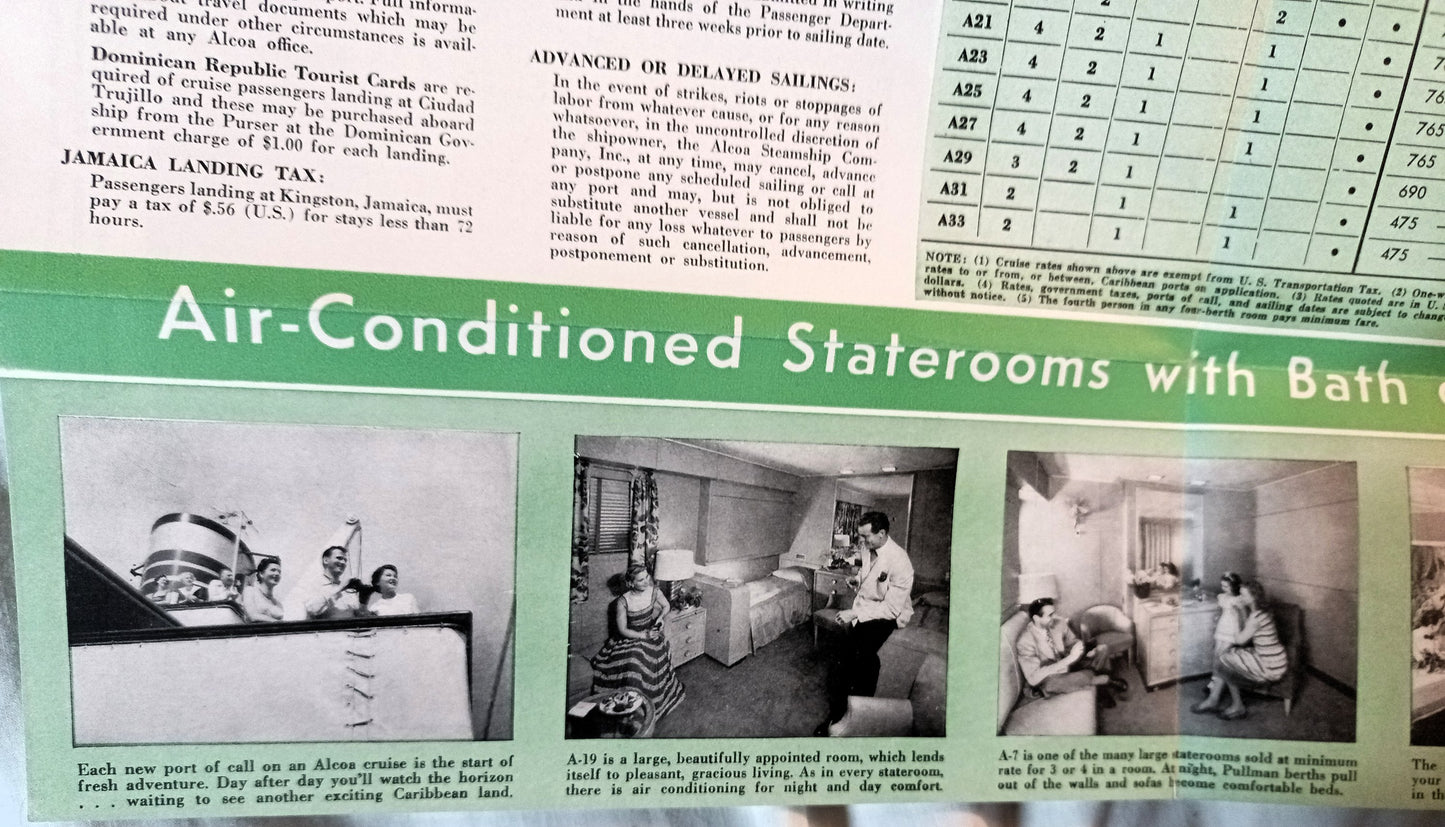 travel documents which may be
required under other circumstances is avail-
able at any Alcoa office.
Dominican Republic Tourist Cards are re-
quired of cruise passengers landing at Ciudad
Trujillo and these may be purchased aboard
ship from the Purser at the Dominican Gov-
ernment charge of $1.00 for each landing.
JAMAICA LANDING TAX:
Passengers landing at Kingston, Jamaica, must
pay a tax of $.56 (U.S.) for stays less than 72
hours.
in writing
in the hands of the Passenger Depart-
ment at least three weeks prior to sailing date.
ADVANCED OR DELAYED SAILINGS:
In the event of strikes, riots or stoppages of
labor from whatever cause, or for any reason
whatsoever, in the uncontrolled discretion of
the shipowner, the Alcoa Steamship Com-
pany, Inc., at any time, may cancel, advance
or postpone any scheduled sailing or call at
any port and may, but is not obliged to
substitute another vessel and shall not be
liable for any loss whatever to passengers by
reason of such cancellation, advancement,
postponement or substitution.
A21 4 2 1 2 • •
A23 4 2 1 1 •
A25 4 2 1 1 • 76
A27 4 2 1 1 • 765
A29 3 2 1 1 • 765
A31 2 1 1 • 690
A33 2 1 1 • 475
475
NOTE: (1) Cruise rates shown above are exempt from U. S. Transportation Tax. (2) One-w
rates to or from, or between, Caribbean ports on application. (3) Rates quoted are in U.
dollars. (4) Rates, government taxes, ports of call, and sailing dates are subject to chang
without notice. (5) The fourth person in any four-berth room pays minimum fare.
Air-Conditioned Staterooms with Bath
Each new port of call on an Alcoa cruise is the start of
fresh adventure. Day after day you'll watch the horizon
. . . waiting to see another exciting Caribbean land.
A-19 is a large, beautifully appointed room, which lends
itself to pleasant, gracious living. As in every stateroom,
there is air conditioning for night and day comfort.
A-7 is one of the many large staterooms sold at minimum
rate for 3 or 4 in a room. At night, Pullman berths pull
out of the walls and sofas become comfortable beds.
The
your
in th